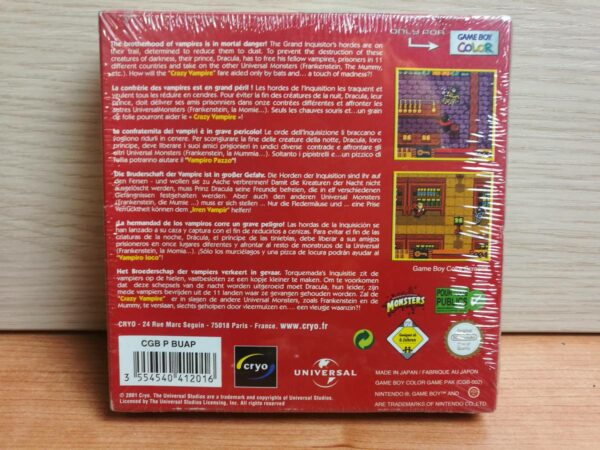 ONLY FOR
GAME BOY
COLOR
The brotherhood of vampires is in mortal danger! The Grand Inquisitor's hordes are on
their trail, determined to reduce them to dust. To prevent the destruction of these
creatures of darkness, their prince, Dracula, has to free his fellow vampires, prisoners in 11
different countries and take on the other Universal Monsters (Frankenstein, The Mummy,
etc.). How will the "Crazy Vampire" fare aided only by bats and... a touch of madness?!
La confrérie des vampires est en grand péril ! Les hordes de l'Inquisition les traquent et
veulent tous les réduire en cendres. Pour éviter la fin des créatures de la nuit, Dracula, leur
prince, doit délivrer ses amis prisonniers dans onze contrées différentes et affronter les
autres UniversalMonsters (Frankenstein, la Momie...). Seuls les chauves souris et...un grain
de folie pourront aider le « Crazy Vampire » !
La confraternita dei vampiri è in grave pericolo! Le orde dell'Inquisizione li braccano e
vogliono ridurli in cenere. Per scongiurare la fine delle creature della notte, Dracula, loro
principe, deve liberare i suoi amici prigionieri in undici diverse contrade e affrontare gli
altri Universal Monsters (Frankenstein, la Mummia...). Soltanto i pipistrelli e...un pizzico di
follia potranno aiutare il "Vampiro Pazzo"!
Die Bruderschaft der Vampire ist in großer Gefahr. Die Horden der Inquisition sind ihr auf
den Fersen - und wollen sie zu Asche verbrennen! Damit die Kreaturen der Nacht nicht
ausgelöscht werden, muss Prinz Dracula seine Freunde befreien, die in elf verschiedenen
Gefängnissen festgehalten werden. Aber auch den anderen Universal Monsters
(Frankenstein, die Mumie ...) muss er sich stellen ... Nur die Fledermäuse und ... eine Prise
Verrücktheit können dem „Irren Vampir" helfen!
¡La hermandad de los vampiros corre un grave peligro! Las hordas de la Inquisición se
han lanzado a su caza y captura con el fin de reducirlos a cenizas. Para evitar el fin de las
criaturas de la noche, Drácula, el príncipe de las tinieblas, debe liberar a sus amigos
prisioneros en once lugares diferentes y afrontar al resto de monstruos de la Universal
(Frankenstein, la Momia...). ¡Sólo los murciélagos y una pizca de locura podrán ayudar al
"Vampiro loco"!
Het Broederschap der vampiers verkeert in gevaar. Torquemada's Inquisitie zit de
vampiers op de hielen, vastbesloten ze een kopje kleiner te maken. Om te voorkomen
dat deze schepsels van de nacht worden uitgeroeid moet Dracula, hun leider, zijn
mede vampiers bevrijden uit de 11 landen waar ze gevangen gehouden worden. Zal de
"Crazy Vampire" er in slagen de andere Universal Monsters, zoals Frankenstein en de
Mummy, te verslaan, slechts geholpen door vleermuizen en.... een vleugje waanzin?!
Game Boy Color Screens
CRYO - 24 Rue Marc Seguin - 75018 Paris - France. www.cryo.fr
MONSTERS
CGB P BUAP
3 554540 412016
cryo
UNIVERSAL
MADE IN JAPAN / FABRIQUÉ AU JAPON
GAME BOY COLOR GAME PAK (CGB-002)
NINTENDO ®, GAME BOY™ AND
ARE TRADEMARKS OF NINTENDO CO., LTD.
© 2001 Cryo. The Universal Studios are a trademark and copyrights of Universal Studios.
Licensed by The Universal Studios Licensing, Inc. All rights reserved